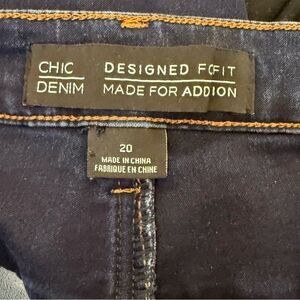 CHIC
DENIM
DESIGNED FOFIT
MADE FOR ADDION
20
MADE IN CHINA
FABRIQUE EN CHINE